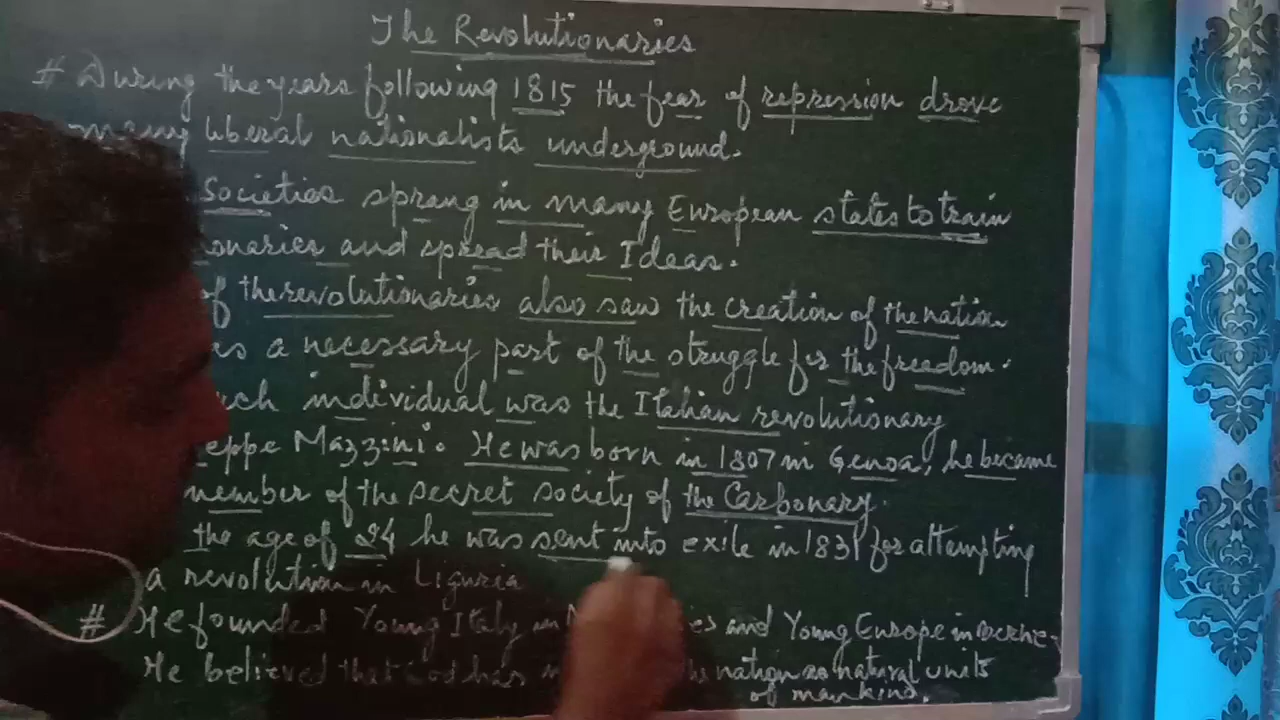 The Revolutionaries
# During the years following 1815 the fear of repression drove
many liberal nationalists underground.
Societies sprang in many European states to train
onaries and spread their Ideas.
of the revolutionaries also saw the creation of the nation
es a necessary part of the struggle for the freedom.
uch individual was the Italian revolutionary
eppe Mazzini. He was born in 1807 in Genoa, he became
member of the secret society of the Carbonary.
the age of 24 he was sent into exile in 1831 for attempting
a revolution in Liguria
# He founded Young Italy in es and Young Europe in
He believed that God has nation as natural units
of mankind.